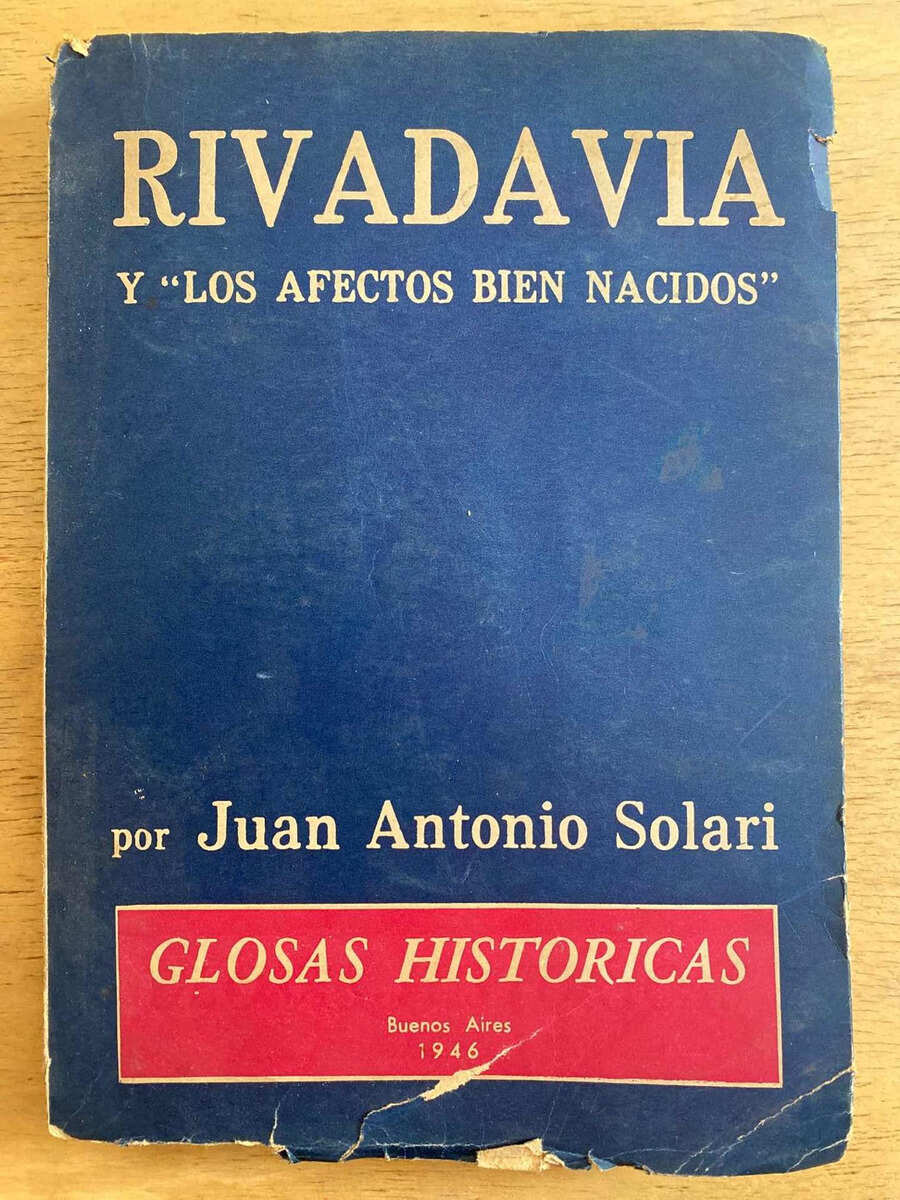 RIVADAVIA
Y “LOS AFECTOS BIEN NACIDOS”
por Juan Antonio Solari
GLOSAS HISTORICAS
Buenos Aires
1946